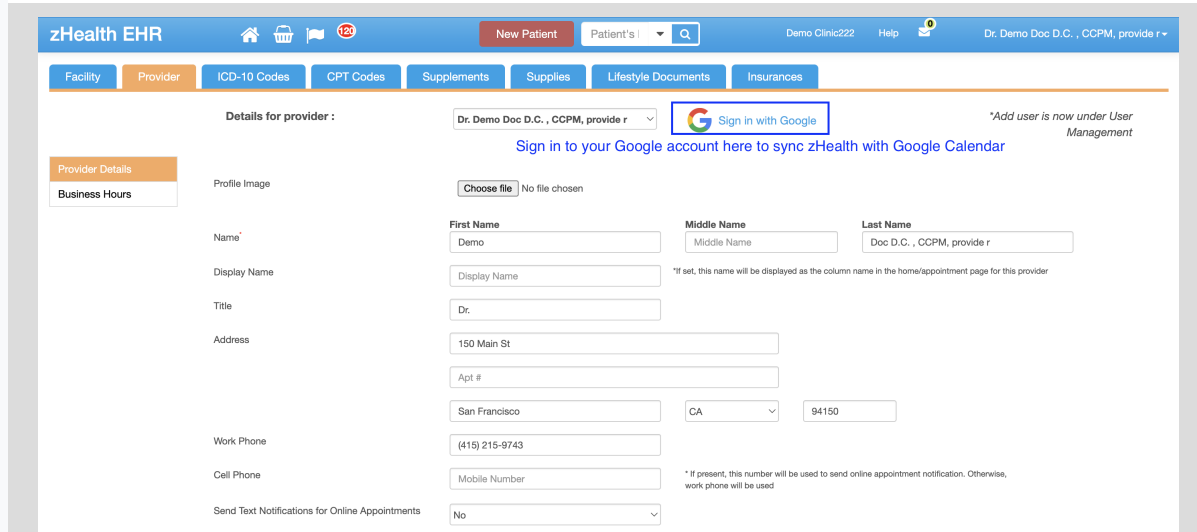 zHealth EHR
120
New Patient
Patient's
Demo Clinic222
Help
0
Dr. Demo Doc D.C. , CCPM, provide r
Facility
Provider
ICD-10 Codes
CPT Codes
Supplements
Supplies
Lifestyle Documents
Insurances
Details for provider :
Dr. Demo Doc D.C. , CCPM, provide r
Sign in with Google
*Add user is now under User
Management
Sign in to your Google account here to sync zHealth with Google Calendar
Provider Details
Business Hours
Profile Image
Choose file No file chosen
First Name
Middle Name
Last Name
Name*
Demo
Middle Name
Doc D.C. , CCPM, provide r
Display Name
Display Name
*If set, this name will be displayed as the column name in the home/appointment page for this provider
Title
Dr.
Address
150 Main St
Apt #
San Francisco
CA
94150
Work Phone
(415) 215-9743
Cell Phone
Mobile Number
* If present, this number will be used to send online appointment notification. Otherwise,
work phone will be used
Send Text Notifications for Online Appointments
No